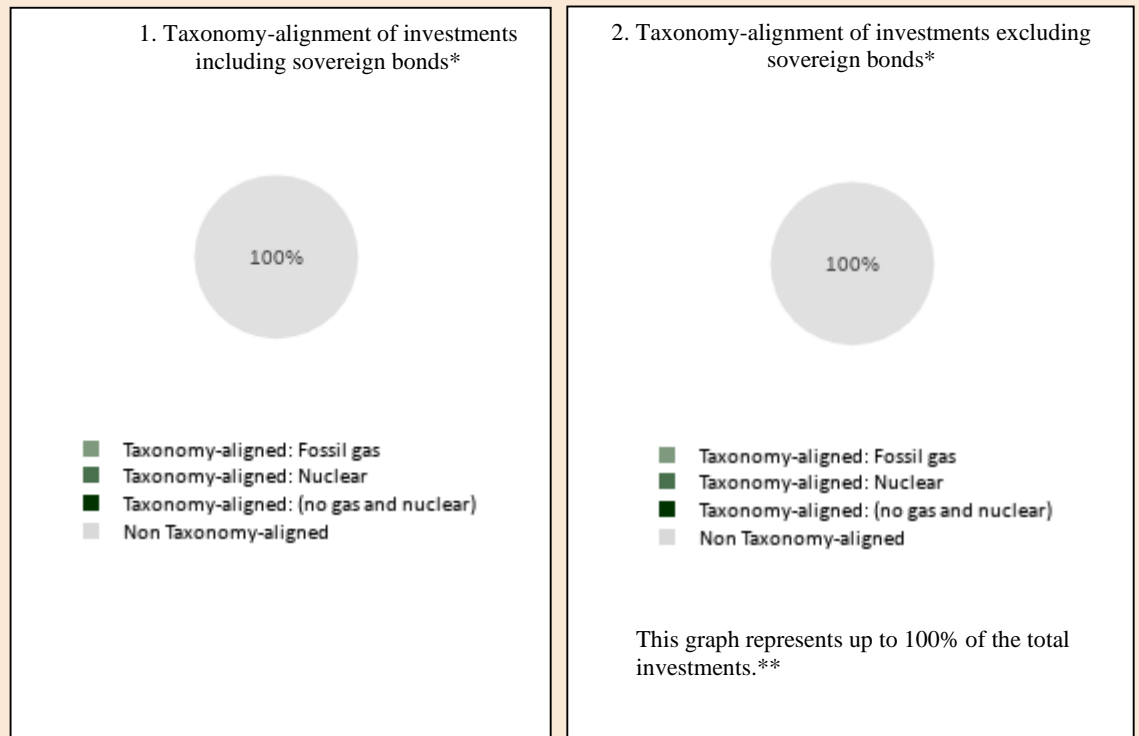 1. Taxonomy-alignment of investments
including sovereign bonds*
100%
Taxonomy-aligned: Fossil gas
Taxonomy-aligned: Nuclear
Taxonomy-aligned: (no gas and nuclear)
Non Taxonomy-aligned
2. Taxonomy-alignment of investments excluding
sovereign bonds*
100%
Taxonomy-aligned: Fossil gas
Taxonomy-aligned: Nuclear
Taxonomy-aligned: (no gas and nuclear)
Non Taxonomy-aligned
This graph represents up to 100% of the total
investments.**